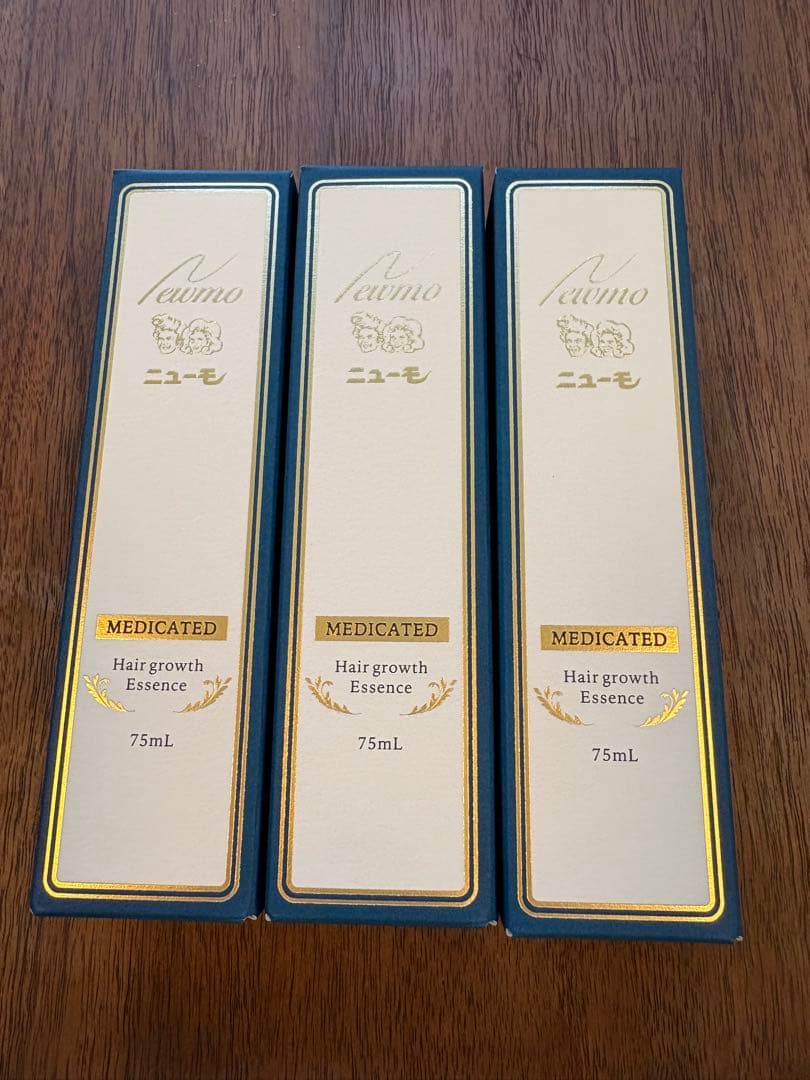 Newmo
ニューモ
MEDICATED
Hair growth
Essence
75mL
Newmo
ニューモ
MEDICATED
Hair growth
Essence
75mL
Newmo
ニューモ
MEDICATED
Hair growth
Essence
75mL